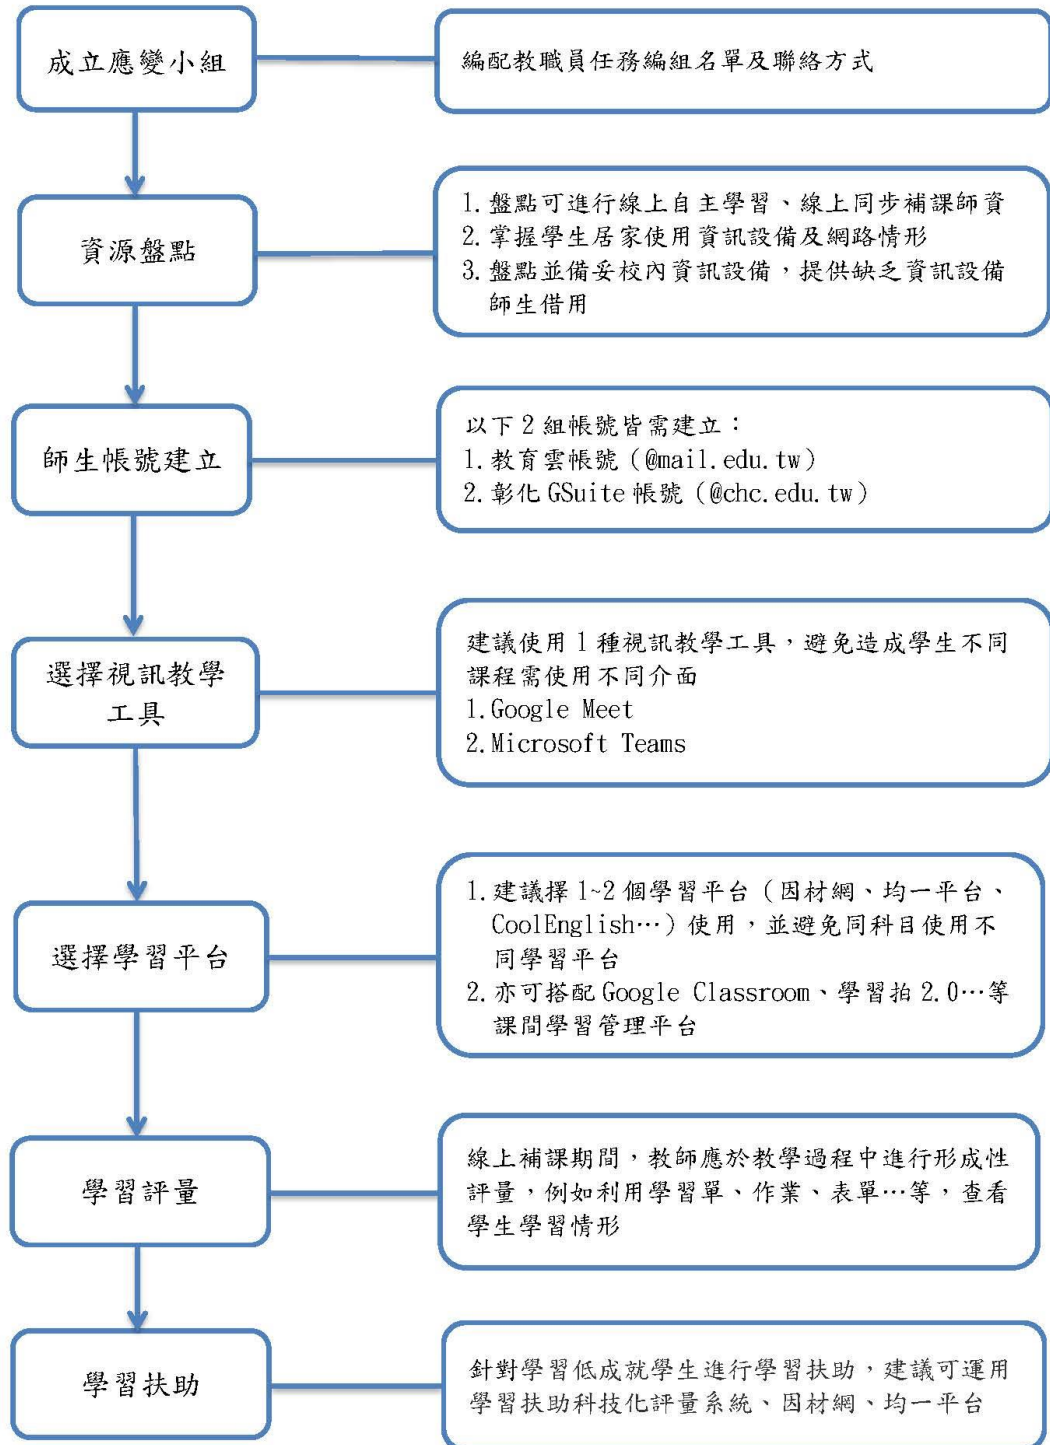 成立應變小組
編配教職員任務編組名單及聯絡方式
資源盤點
1.盤點可進行線上自主學習、線上同步補課師資
2.掌握學生居家使用資訊設備及網路情形
3.盤點並備妥校內資訊設備，提供缺乏資訊設備
師生借用
師生帳號建立
以下2組帳號皆需建立：
1.教育雲帳號（@mail.edu.tw）
2.彰化GSuite帳號（@chc.edu.tw）
選擇視訊教學
工具
建議使用1種視訊教學工具，避免造成學生不同
課程需使用不同介面
1.Google Meet
2.Microsoft Teams
選擇學習平台
1.建議擇1~2個學習平台（因材網、均一平台、
CoolEnglish…）使用，並避免同科目使用不
同學習平台
2.亦可搭配Google Classroom、學習拍2.0…等
課間學習管理平台
學習評量
線上補課期間，教師應於教學過程中進行形成性
評量，例如利用學習單、作業、表單…等，查看
學生學習情形
學習扶助
針對學習低成就學生進行學習扶助，建議可運用
學習扶助科技化評量系統、因材網、均一平台